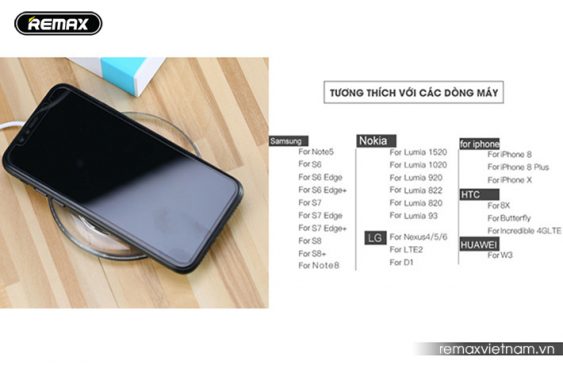 REMAX
TƯƠNG THÍCH VỚI CÁC DÒNG MÁY
Samsung
For Note5
For S6
For S6 Edge
For S6 Edge+
For S7
For S7 Edge
For S7 Edge+
For S8
For S8+
For Note8
Nokia
For Lumia 1520
For Lumia 1020
For Lumia 920
For Lumia 822
For Lumia 820
For Lumia 93
LG
For Nexus4/5/6
For LTE2
For D1
for iphone
For iPhone 8
For iPhone 8 Plus
For iPhone X
HTC
For 8X
For Butterfly
For Incredible 4GLTE
HUAWEI
For W3
remaxvietnam.vn